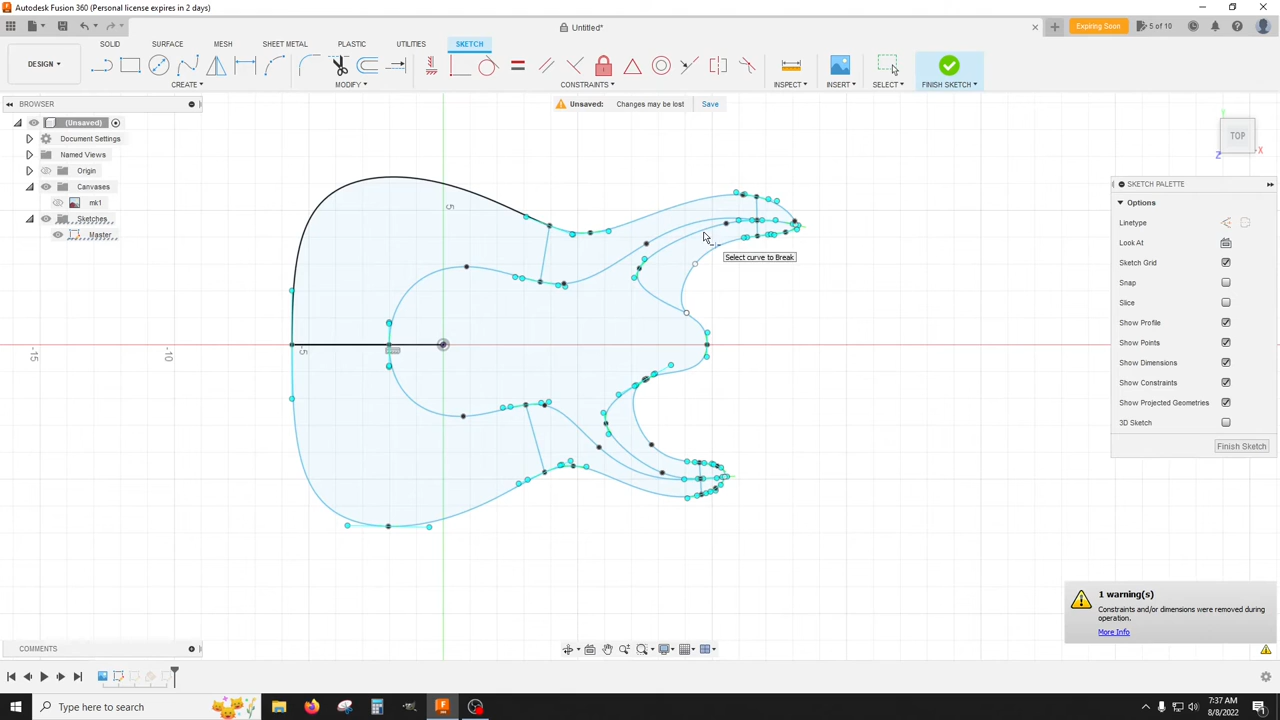 Autodesk Fusion 360 (Personal license expires in 2 days)
Untitled*
Expiring Soon
5 of 10
SOLID
SURFACE
MESH
SHEET METAL
PLASTIC
UTILITIES
SKETCH
DESIGN
CREATE
MODIFY
CONSTRAINTS
INSPECT
INSERT
SELECT
FINISH SKETCH
BROWSER
Unsaved:
Changes may be lost
Save
(Unsaved)
Document Settings
Named Views
Origin
Canvases
mk1
Sketches
Master
TOP
Y
X
Z
SKETCH PALETTE
Options
Linetype
Look At
Sketch Grid
Snap
Slice
Show Profile
Show Points
Show Dimensions
Show Constraints
Show Projected Geometries
3D Sketch
Finish Sketch
5
Select curve to Break
-15
-10
-5
1 warning(s)
Constraints and/or dimensions were removed during
operation.
More Info
COMMENTS
Type here to search
7:37 AM
8/8/2022